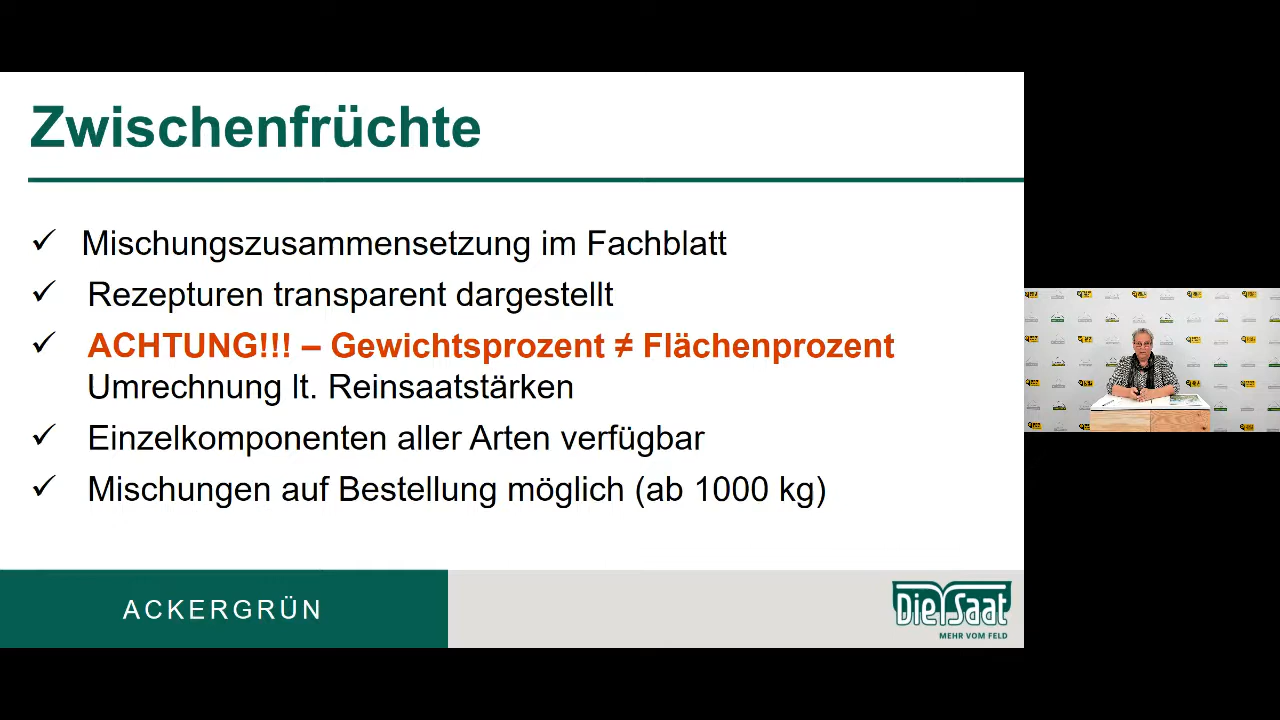 Zwischenfrüchte
✓ Mischungszusammensetzung im Fachblatt
✓ Rezepturen transparent dargestellt
✓ ACHTUNG!!! – Gewichtsprozent ≠ Flächenprozent
Umrechnung lt. Reinsaatstärken
✓ Einzelkomponenten aller Arten verfügbar
✓ Mischungen auf Bestellung möglich (ab 1000 kg)
ACKERGRÜN
Die Saat
MEHR VOM FELD